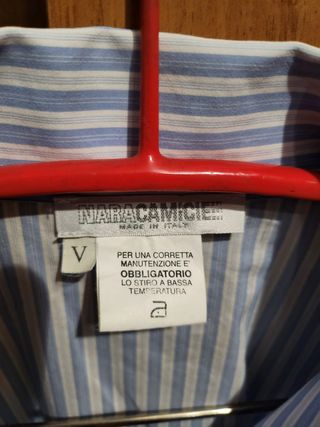 NARACAMICIE
MADE IN ITALY
V
PER UNA CORRETTA
MANUTENZIONE E'
OBBLIGATORIO
LO STIRO A BASSA
TEMPERATURA